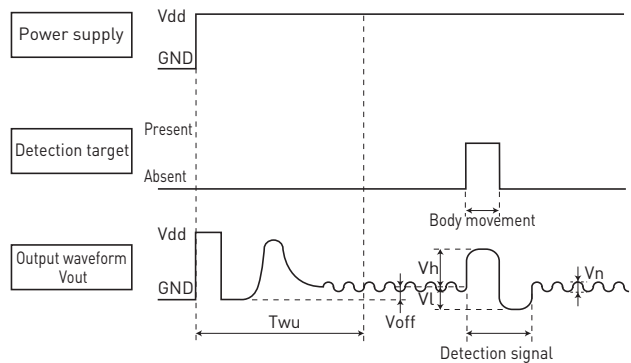 Power supply
Vdd
GND
Detection target
Present
Absent
Body movement
Output waveform
Vout
Vdd
GND
Vh
Vl
Vn
Twu
Voff
Detection signal